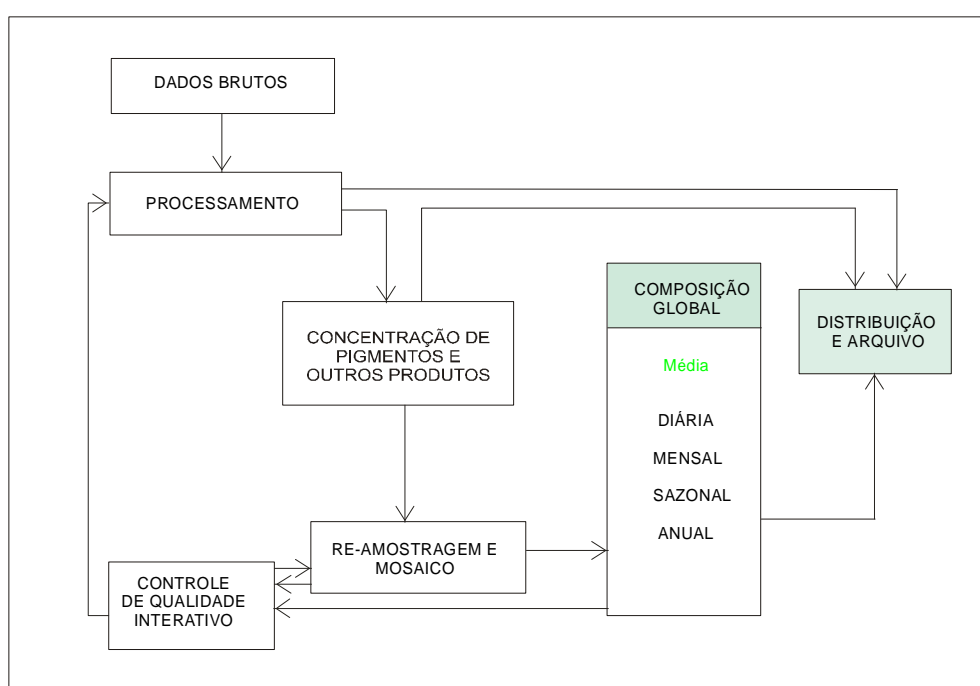 DADOS BRUTOS
PROCESSAMENTO
CONCENTRAÇÃO DE
PIGMENTOS E
OUTROS PRODUTOS
COMPOSIÇÃO
GLOBAL
Média
DIÁRIA
MENSAL
SAZONAL
ANUAL
DISTRIBUIÇÃO
E ARQUIVO
RE-AMOSTRAGEM E
MOSAICO
CONTROLE
DE QUALIDADE
INTERATIVO